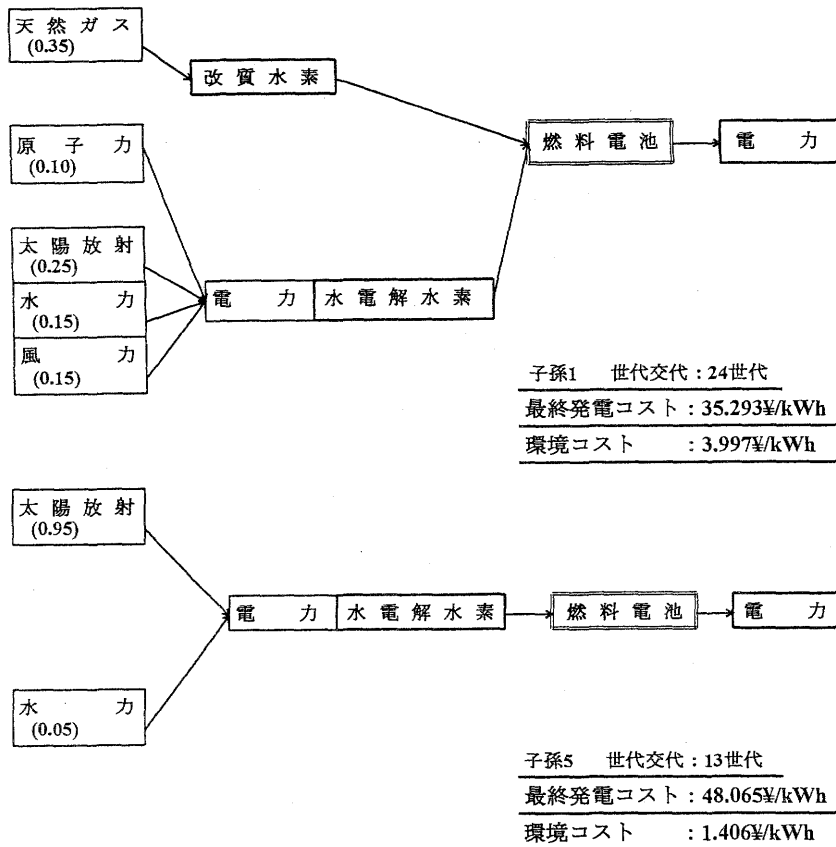 天然ガス
(0.35)
改質水素
燃料電池
電力
原子力
(0.10)
太陽放射
(0.25)
水力
(0.15)
風力
(0.15)
電力
水電解水素
子孫1 世代交代：24世代
最終発電コスト：35.293¥/kWh
環境コスト ：3.997¥/kWh
太陽放射
(0.95)
電力
水電解水素
燃料電池
電力
水力
(0.05)
子孫5 世代交代：13世代
最終発電コスト：48.065¥/kWh
環境コスト ：1.406¥/kWh